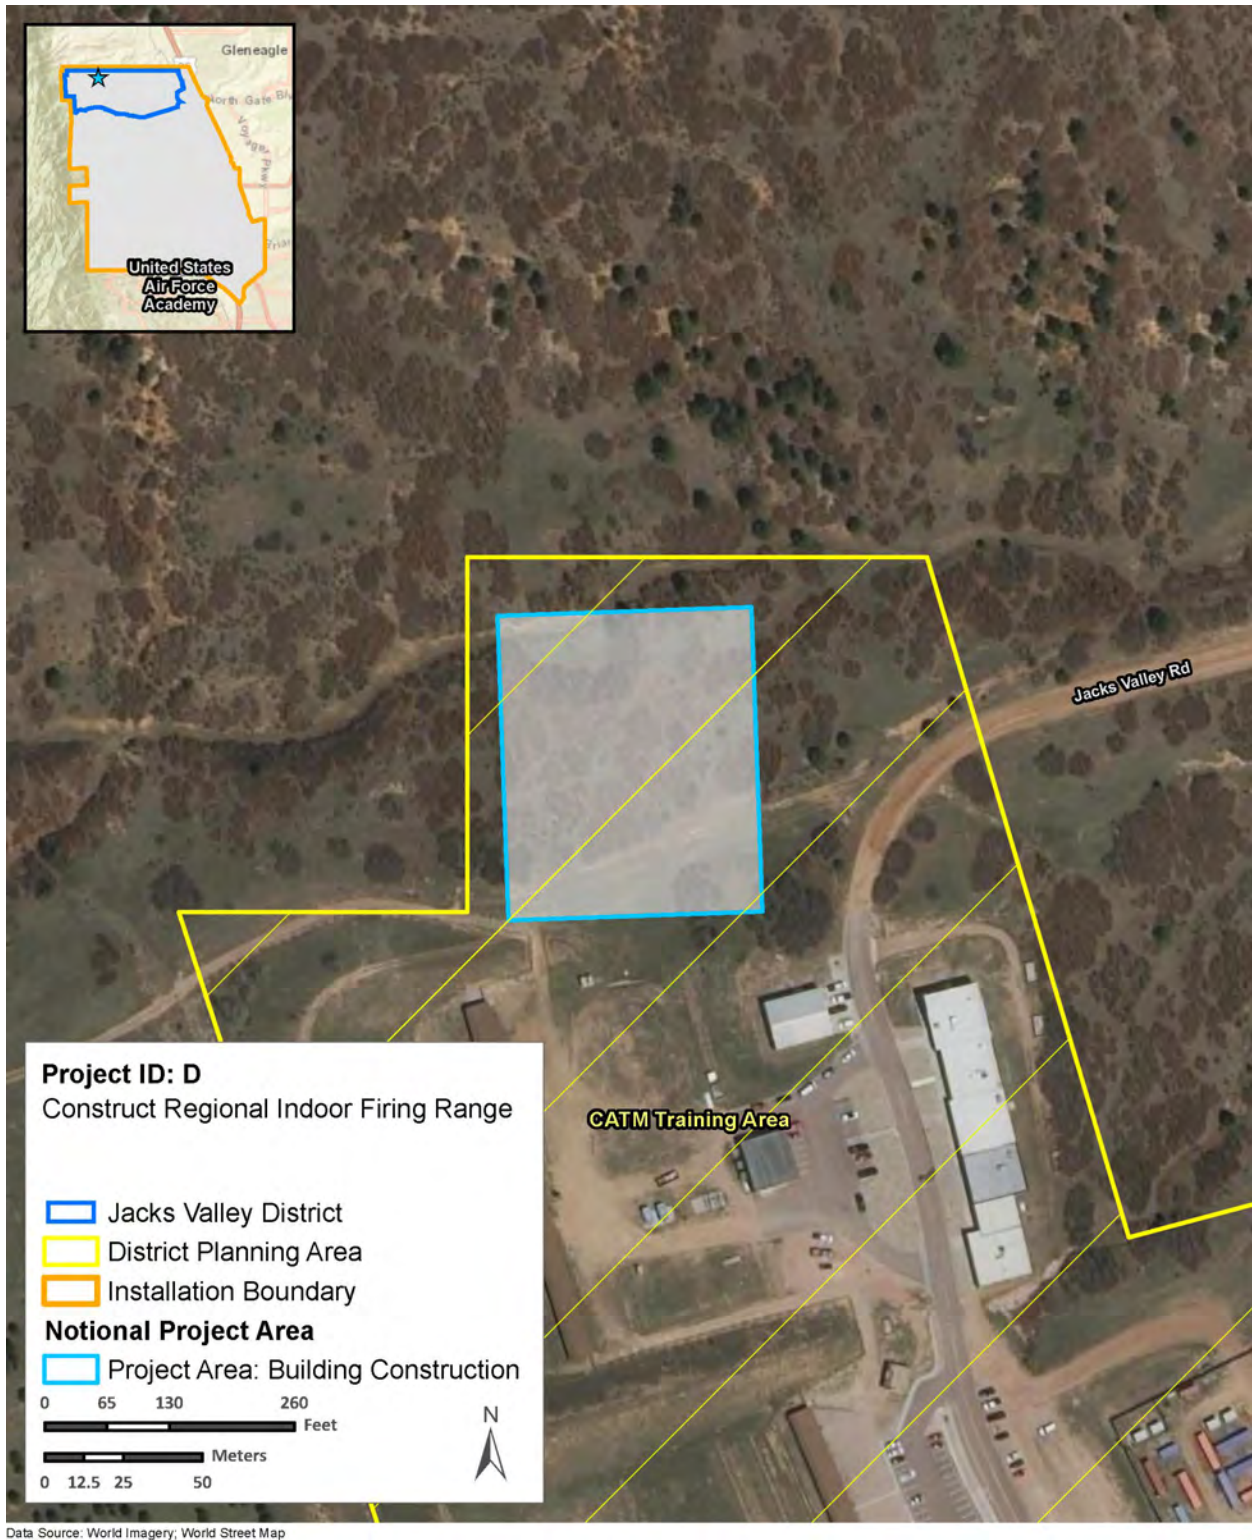 Gleneagle
North Gate Blv
Voyager Pkwy
Briar
United States
Air Force
Academy
Jacks Valley Rd
CATM Training Area
Project ID: D
Construct Regional Indoor Firing Range
Jacks Valley District
District Planning Area
Installation Boundary
Notional Project Area
Project Area: Building Construction
0 65 130 260
Feet
N
Meters
0 12.5 25 50
Data Source: World Imagery; World Street Map